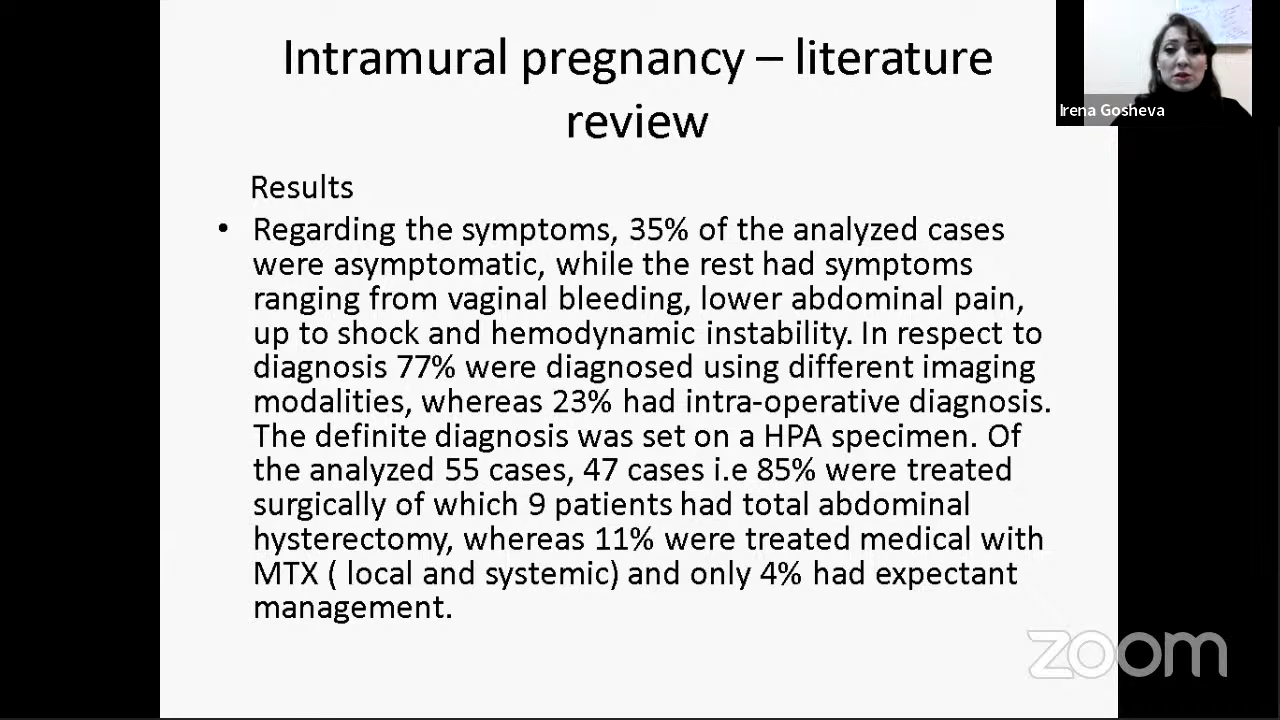 Intramural pregnancy – literature
review
Irena Gosheva
Results
• Regarding the symptoms, 35% of the analyzed cases
were asymptomatic, while the rest had symptoms
ranging from vaginal bleeding, lower abdominal pain,
up to shock and hemodynamic instability. In respect to
diagnosis 77% were diagnosed using different imaging
modalities, whereas 23% had intra-operative diagnosis.
The definite diagnosis was set on a HPA specimen. Of
the analyzed 55 cases, 47 cases i.e 85% were treated
surgically of which 9 patients had total abdominal
hysterectomy, whereas 11% were treated medical with
MTX ( local and systemic) and only 4% had expectant
management.
zoom